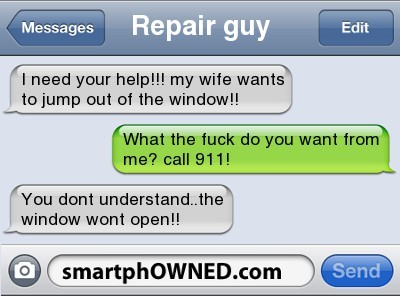 Messages
Repair guy
Edit
I need your help!!! my wife wants
to jump out of the window!!
What the fuck do you want from
me? call 911!
You dont understand..the
window wont open!!
smartphOWNED.com
Send